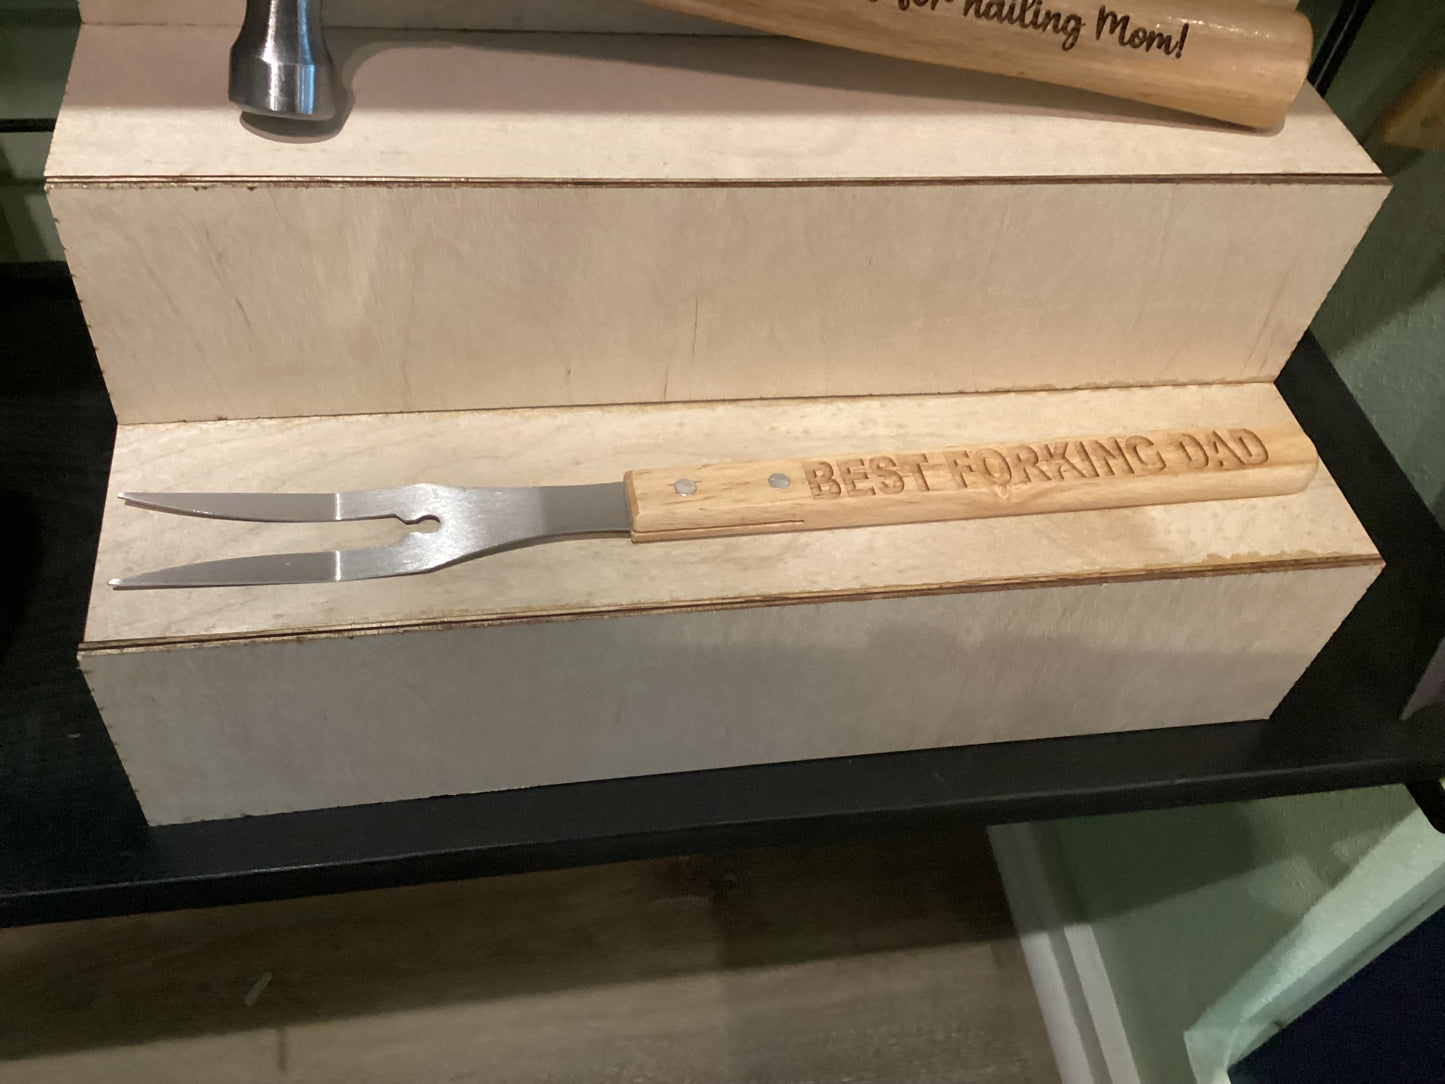 for nailing Mom!
BEST FORKING DAD